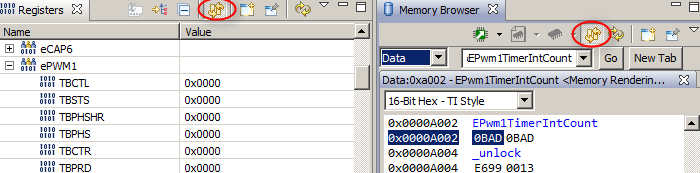 Registers
Name Value
eCAP6
ePWM1
TBCTL 0x0000
TBSTS 0x0000
TBPHSHR 0x0000
TBPHS 0x0000
TBCTR 0x0000
TBPRD 0x0000
Memory Browser
Data EPwm1TimerIntCount Go New Tab
Data:0xa002 - EPwm1TimerIntCount <Memory Renderin...
16-Bit Hex - TI Style
0x0000A002 EPwm1TimerIntCount
0x0000A002 0BAD 0BAD
0x0000A004 _unlock
0x0000A004 E699 0013